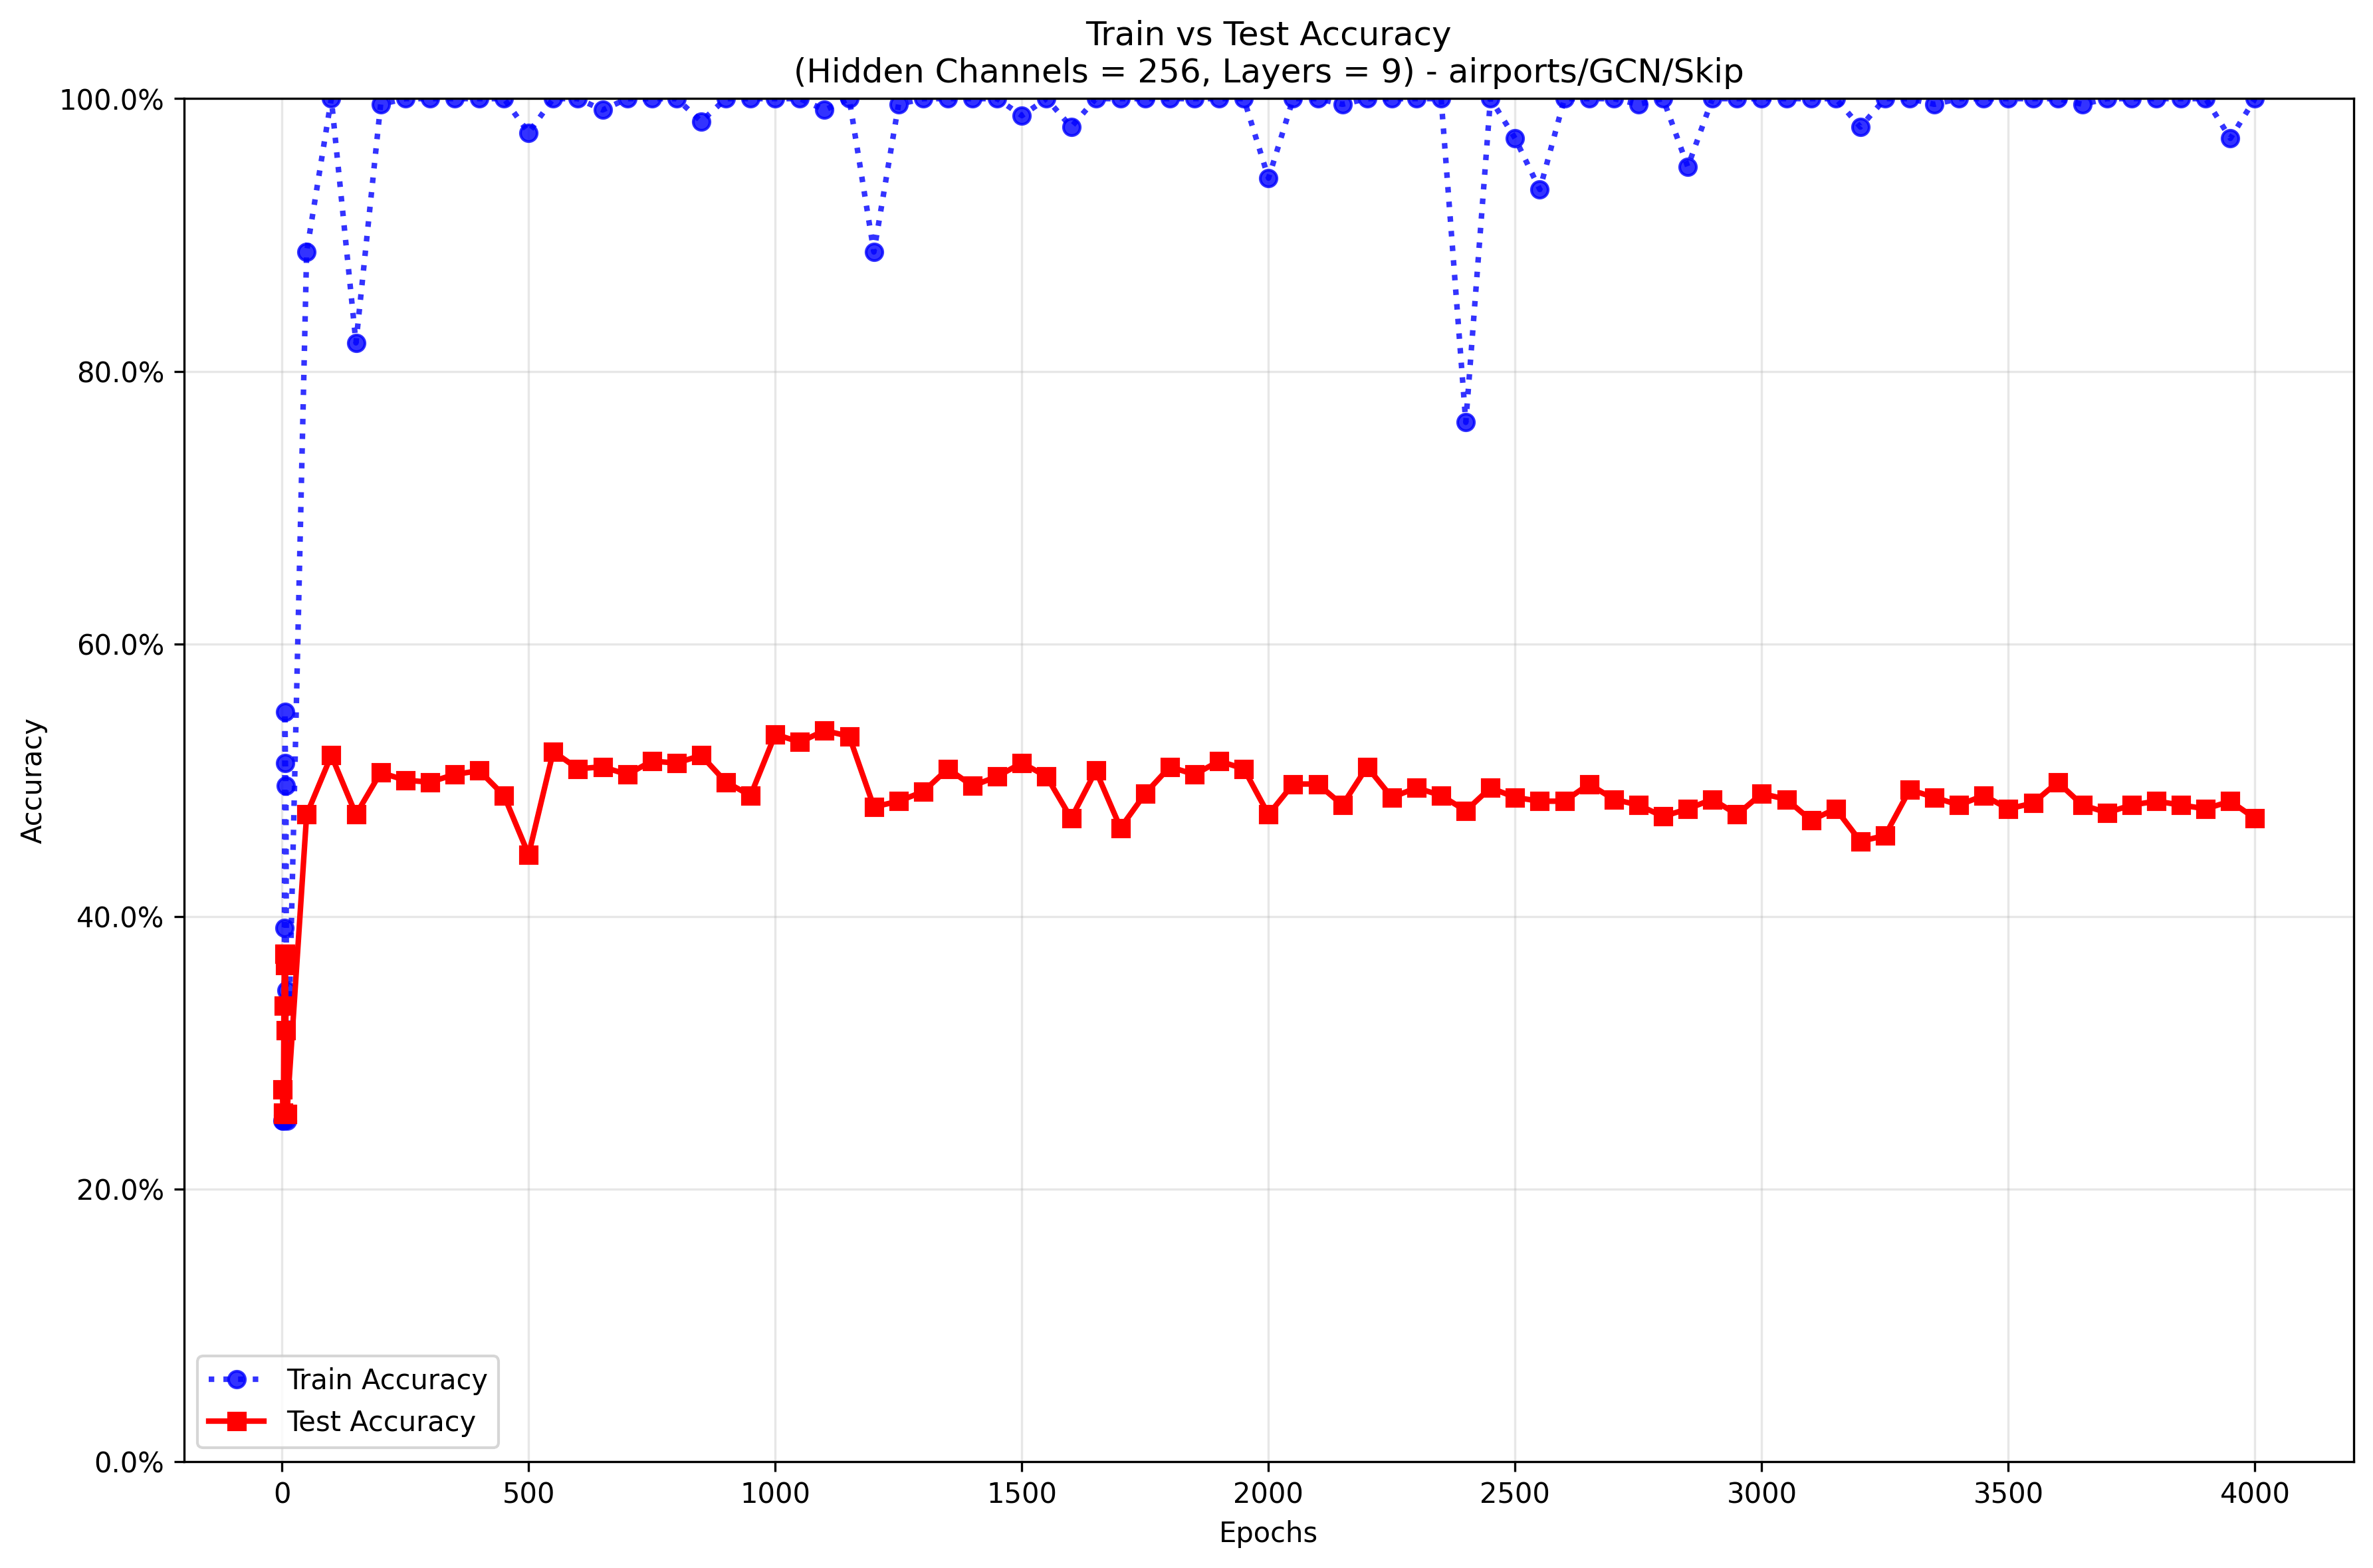 Train vs Test Accuracy
(Hidden Channels = 256, Layers = 9) - airports/GCN/Skip
100.0%
80.0%
60.0%
40.0%
20.0%
0.0%
Accuracy
Train Accuracy
Test Accuracy
0 500 1000 1500 2000 2500 3000 3500 4000
Epochs